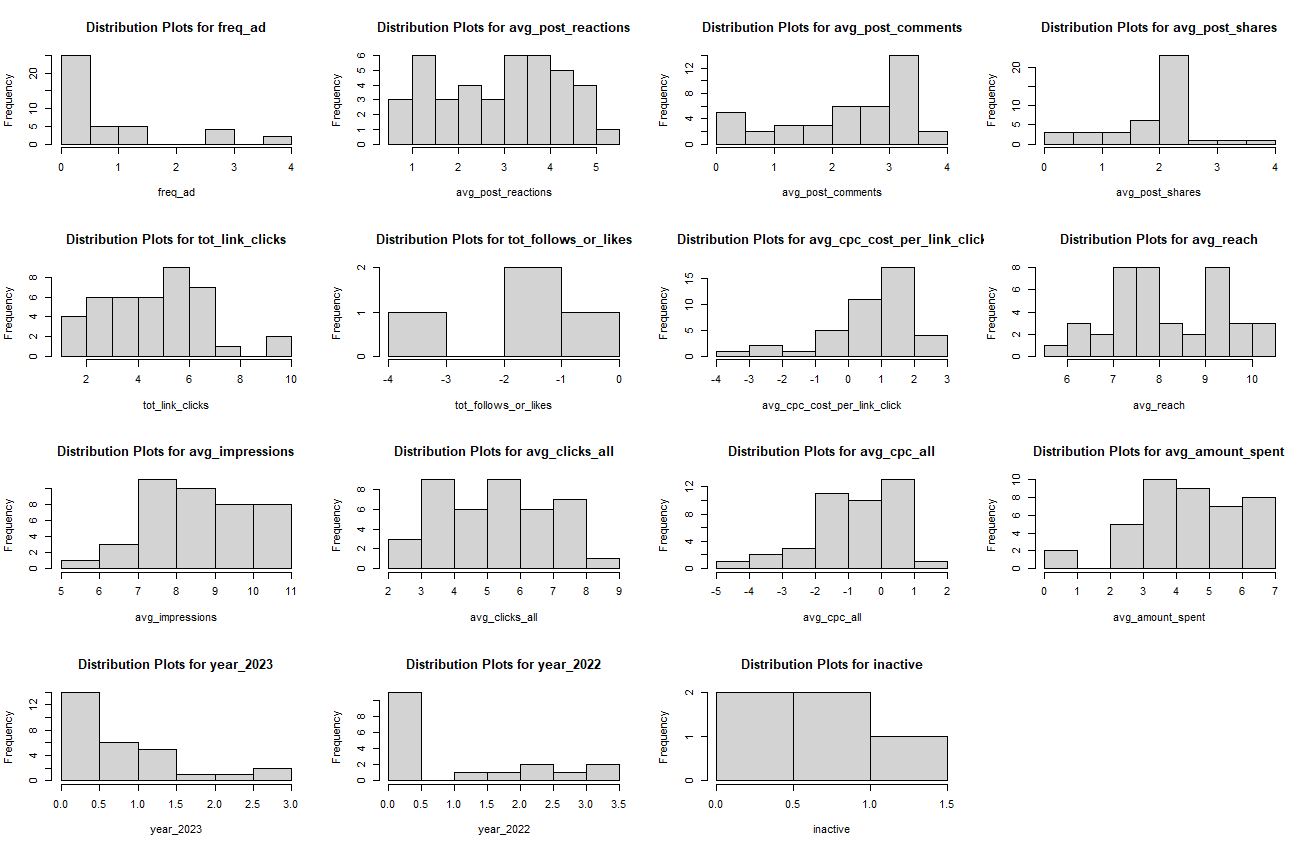 Distribution Plots for freq_ad
Frequency
0 5 10 20
0 1 2 3 4
freq_ad
Distribution Plots for avg_post_reactions
Frequency
0 1 2 3 4 5 6
1 2 3 4 5
avg_post_reactions
Distribution Plots for avg_post_comments
Frequency
0 4 8 12
0 1 2 3 4
avg_post_comments
Distribution Plots for avg_post_shares
Frequency
0 5 10 20
0 1 2 3 4
avg_post_shares
Distribution Plots for tot_link_clicks
Frequency
0 2 4 6 8
2 4 6 8 10
tot_link_clicks
Distribution Plots for tot_follows_or_likes
Frequency
0 1 2
-4 -3 -2 -1 0
tot_follows_or_likes
Distribution Plots for avg_cpc_cost_per_link_click
Frequency
0 5 10 15
-4 -3 -2 -1 0 1 2 3
avg_cpc_cost_per_link_click
Distribution Plots for avg_reach
Frequency
0 2 4 6 8
6 7 8 9 10
avg_reach
Distribution Plots for avg_impressions
Frequency
0 2 4 6 8
5 6 7 8 9 10 11
avg_impressions
Distribution Plots for avg_clicks_all
Frequency
0 2 4 6 8
2 3 4 5 6 7 8 9
avg_clicks_all
Distribution Plots for avg_cpc_all
Frequency
0 2 4 8 12
-5 -4 -3 -2 -1 0 1 2
avg_cpc_all
Distribution Plots for avg_amount_spent
Frequency
0 2 4 6 8 10
0 1 2 3 4 5 6 7
avg_amount_spent
Distribution Plots for year_2023
Frequency
0 4 8 12
0.0 0.5 1.0 1.5 2.0 2.5 3.0
year_2023
Distribution Plots for year_2022
Frequency
0 2 4 6 8
0.0 0.5 1.0 1.5 2.0 2.5 3.0 3.5
year_2022
Distribution Plots for inactive
Frequency
0 1 2
0.0 0.5 1.0 1.5
inactive